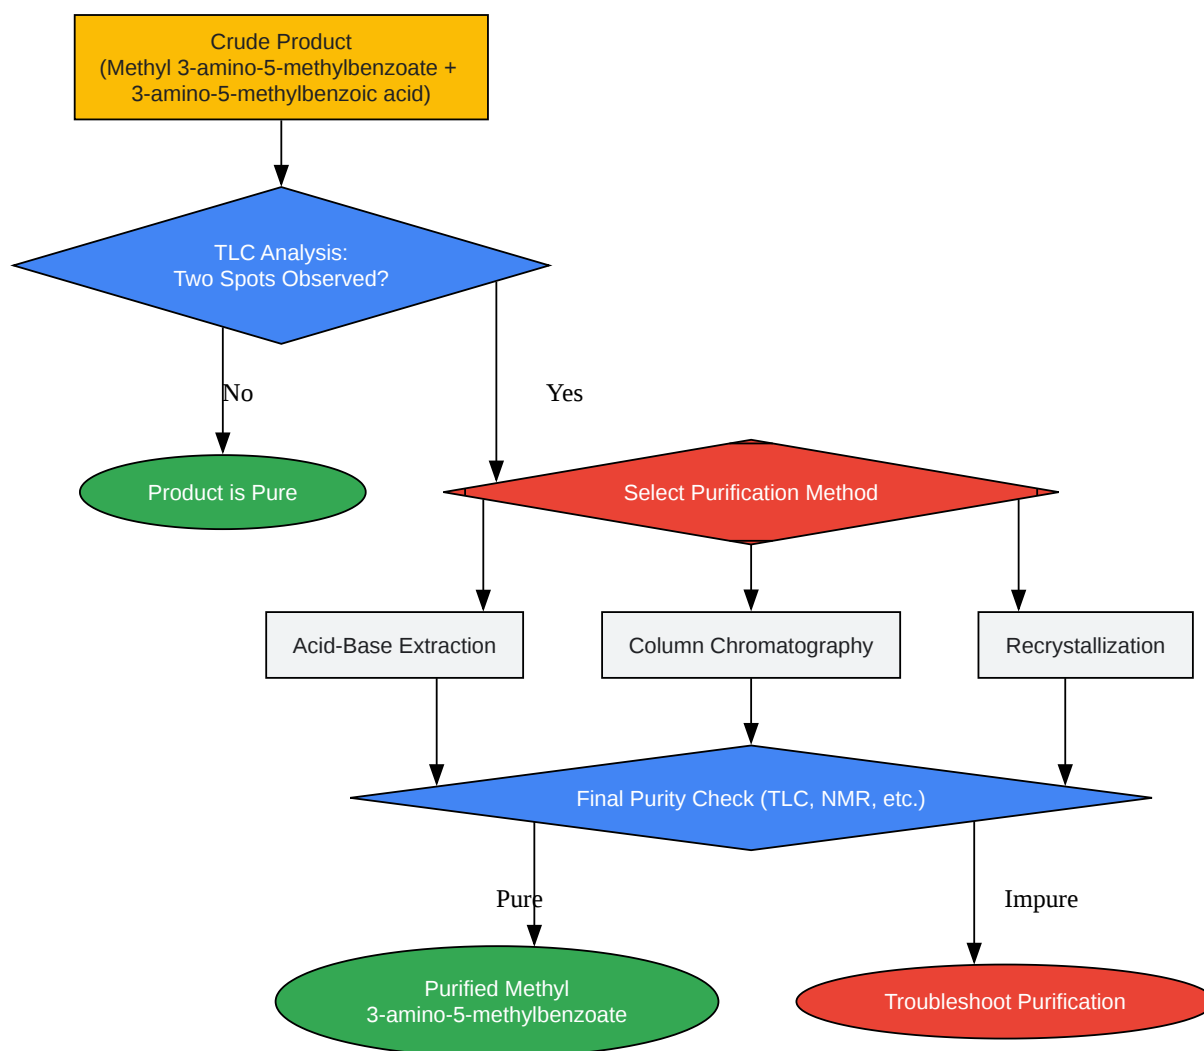 Crude Product
(Methyl 3-amino-5-methylbenzoate +
3-amino-5-methylbenzoic acid)
TLC Analysis:
Two Spots Observed?
No
Yes
Product is Pure
Select Purification Method
Acid-Base Extraction
Column Chromatography
Recrystallization
Final Purity Check (TLC, NMR, etc.)
Pure
Impure
Purified Methyl
3-amino-5-methylbenzoate
Troubleshoot Purification